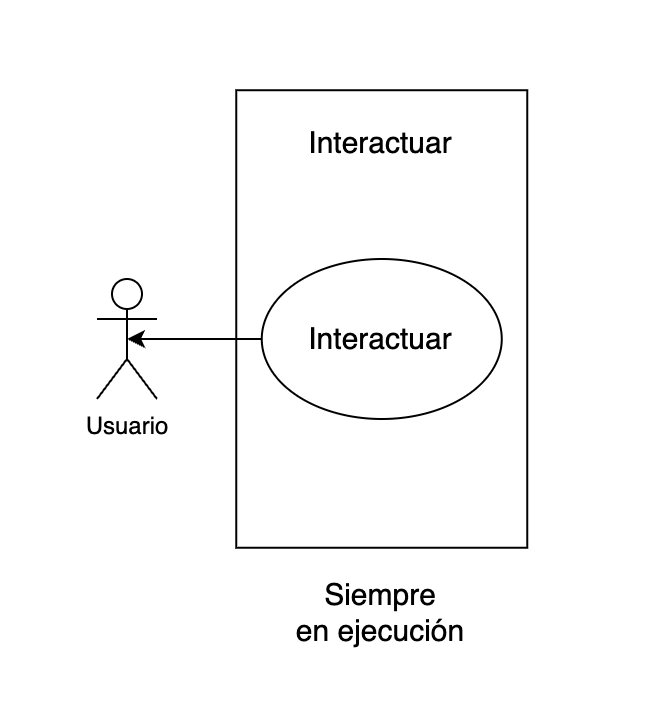 Interactuar
Interactuar
Usuario
Siempre
en ejecución